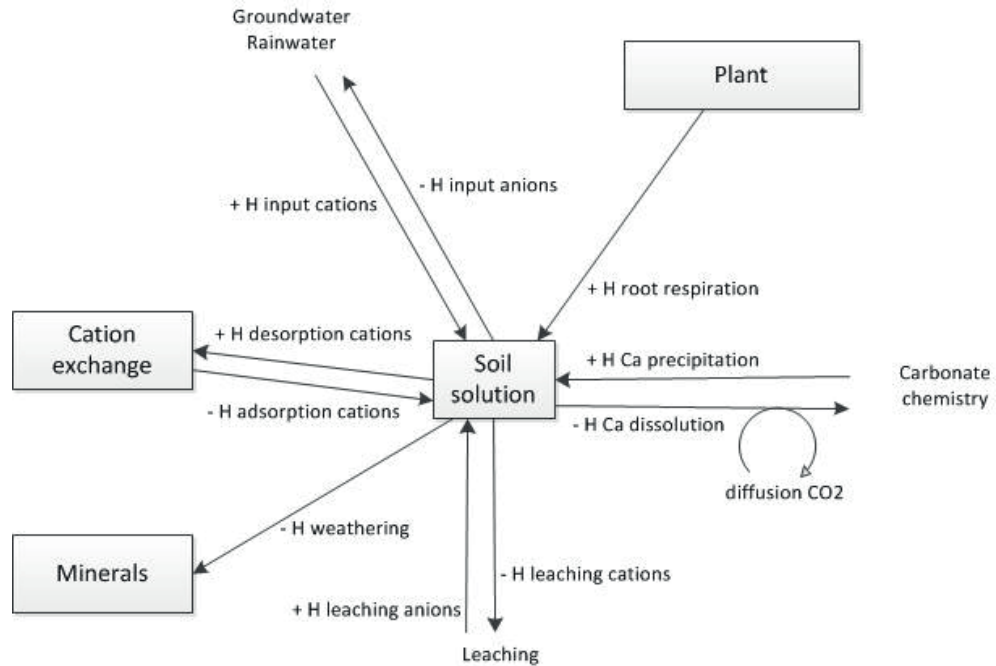 Groundwater
Rainwater
Plant
- H input anions
+ H input cations
+ H root respiration
Cation
exchange
+ H desorption cations
- H adsorption cations
Soil
solution
+ H Ca precipitation
- H Ca dissolution
Carbonate
chemistry
diffusion CO2
- H weathering
Minerals
- H leaching cations
+ H leaching anions
Leaching